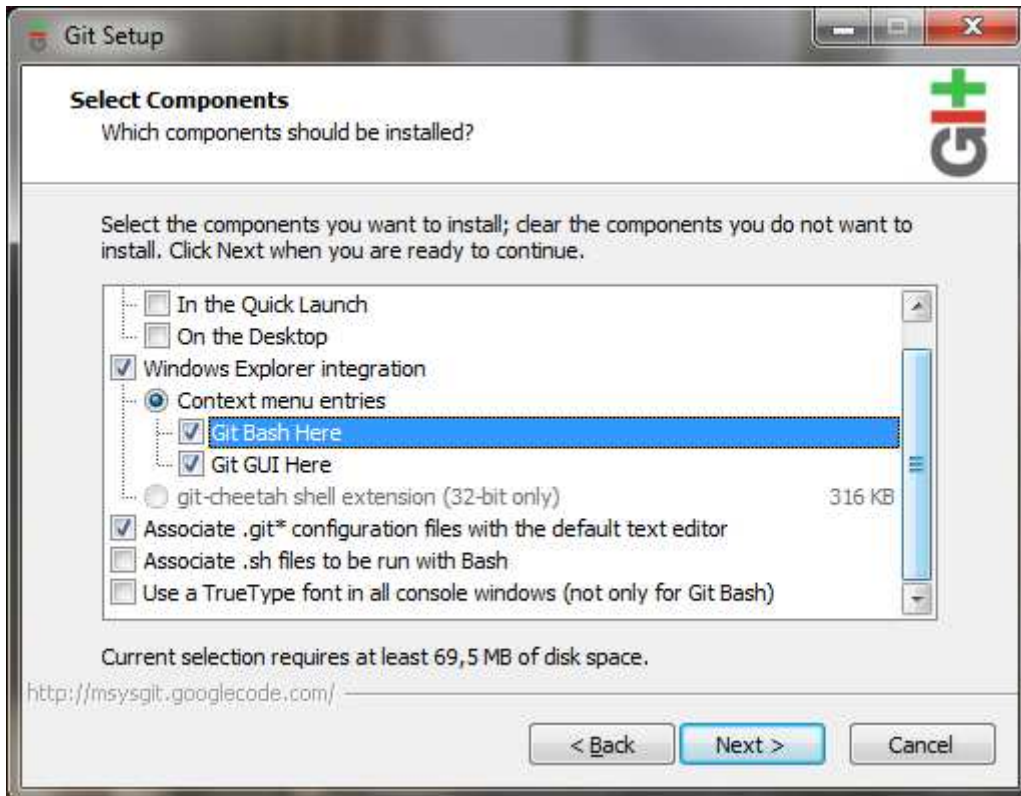 Git Setup
Select Components
Which components should be installed?
GIT
Select the components you want to install; clear the components you do not want to
install. Click Next when you are ready to continue.
In the Quick Launch
On the Desktop
Windows Explorer integration
Context menu entries
Git Bash Here
Git GUI Here
git-cheetah shell extension (32-bit only) 316 KB
Associate .git* configuration files with the default text editor
Associate .sh files to be run with Bash
Use a TrueType font in all console windows (not only for Git Bash)
Current selection requires at least 69,5 MB of disk space.
http://msysgit.googlecode.com/
< Back Next > Cancel